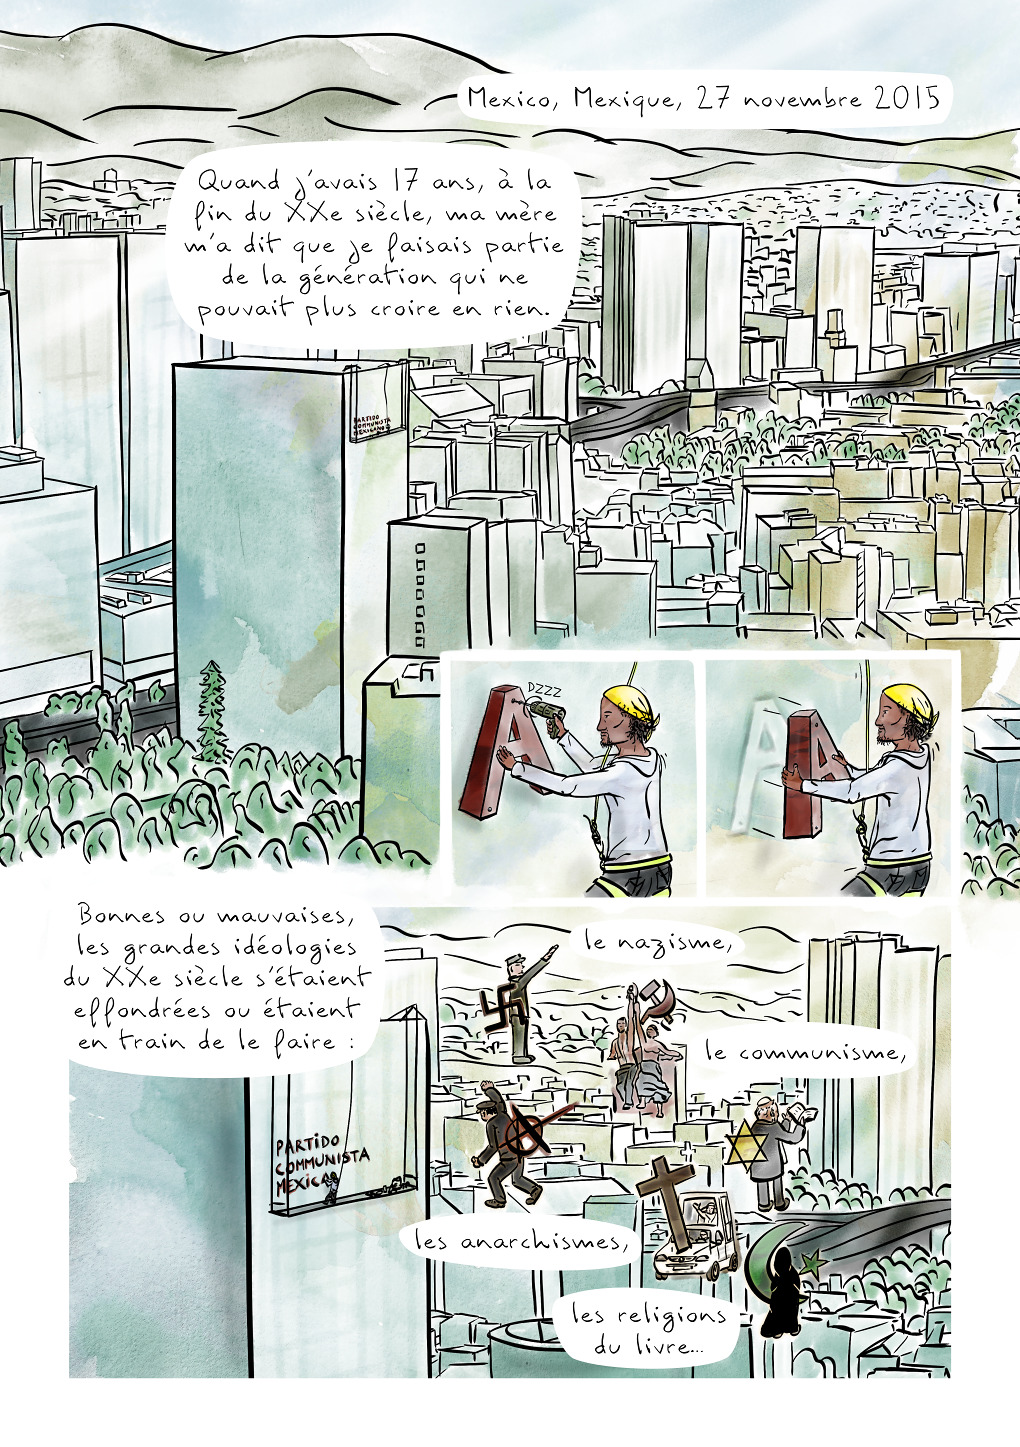 Mexico, Mexique, 27 novembre 2015
Quand j'avais 17 ans, à la
fin du XXe siècle, ma mère
m'a dit que je faisais partie
de la génération qui ne
pouvait plus croire en rien.
PARTIDO
COMMUNISTA
MEXICANO
DZZZ
A
A
Bonnes ou mauvaises,
les grandes idéologies
du XXe siècle s'étaient
effondrées ou étaient
en train de le faire :
le nazisme,
le communisme,
PARTIDO
COMMUNISTA
MEXICA
les anarchismes,
les religions
du livre...